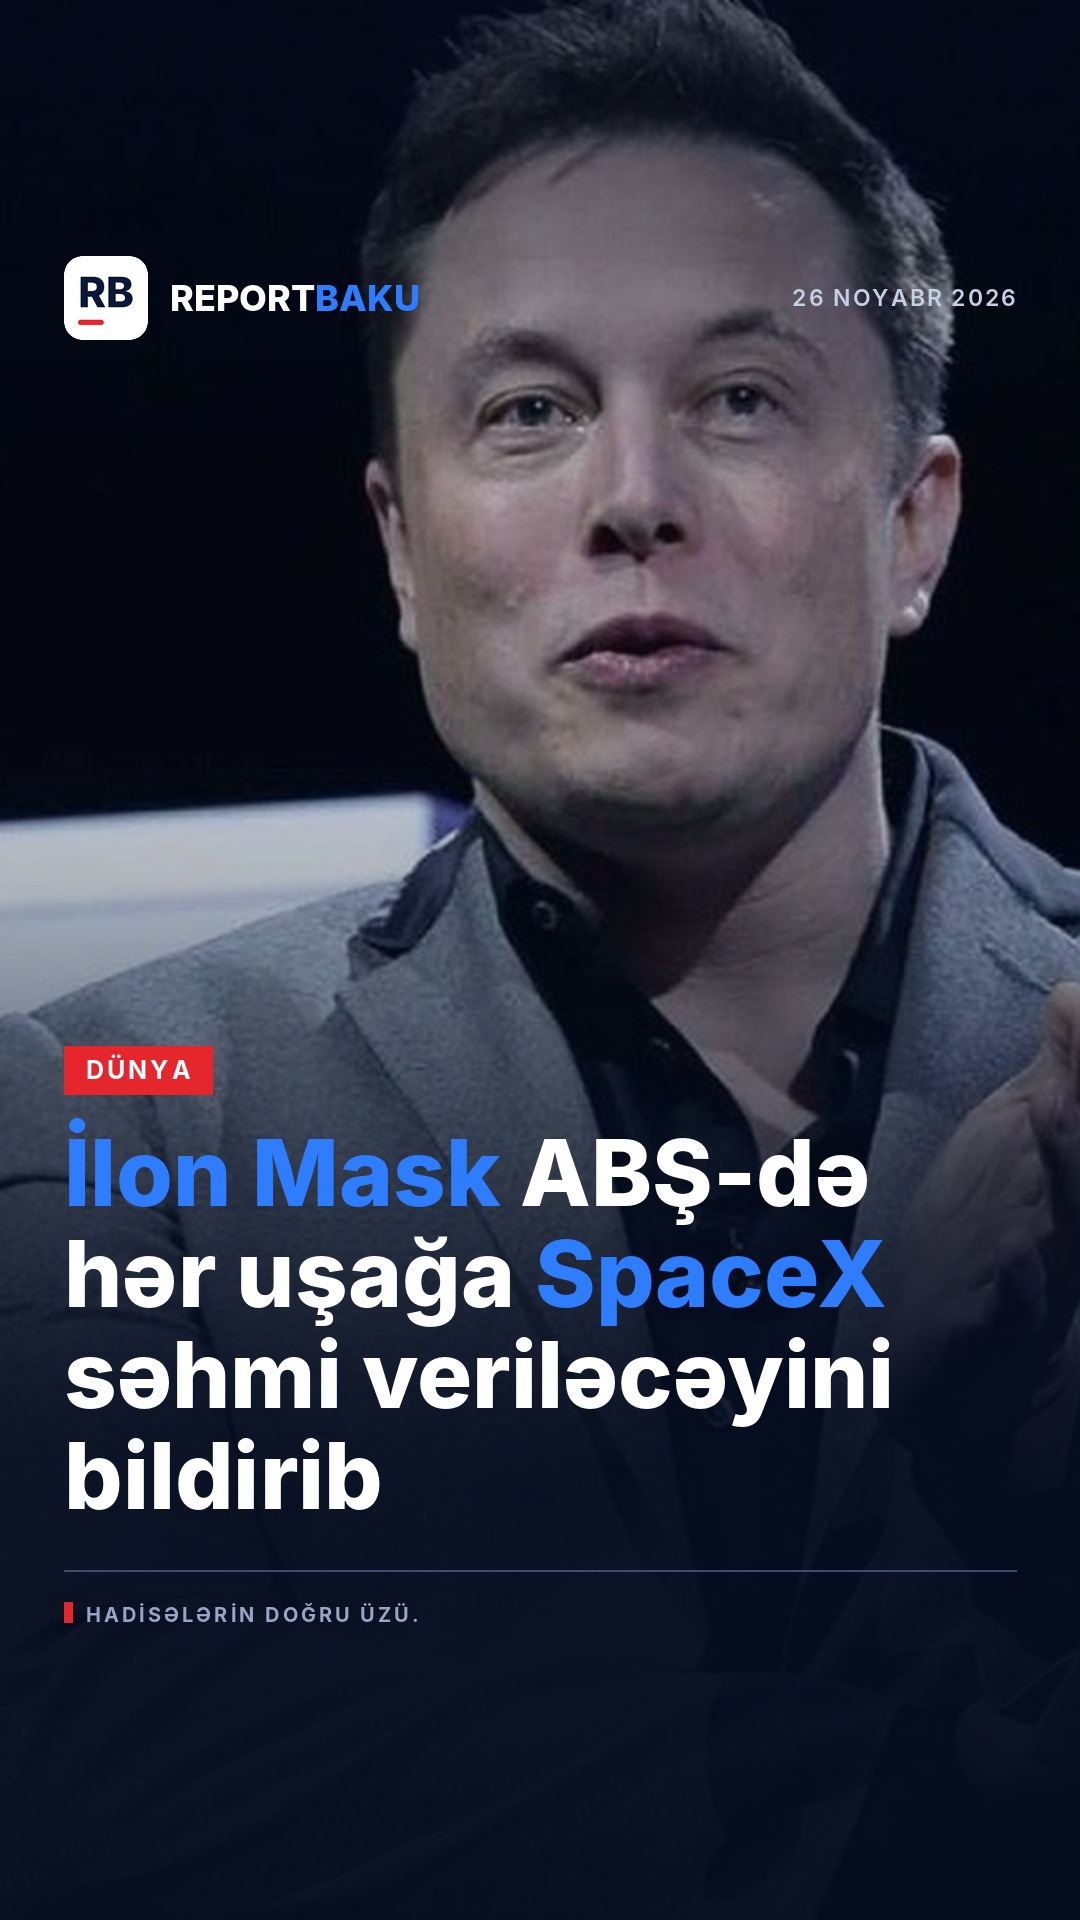 RB
REPORTBAKU
26 NOYABR 2026
DÜNYA
İlon Mask ABŞ-də
hər uşağa SpaceX
səhmi veriləcəyini
bildirib
HADİSƏLƏRİN DOĞRU ÜZÜ.